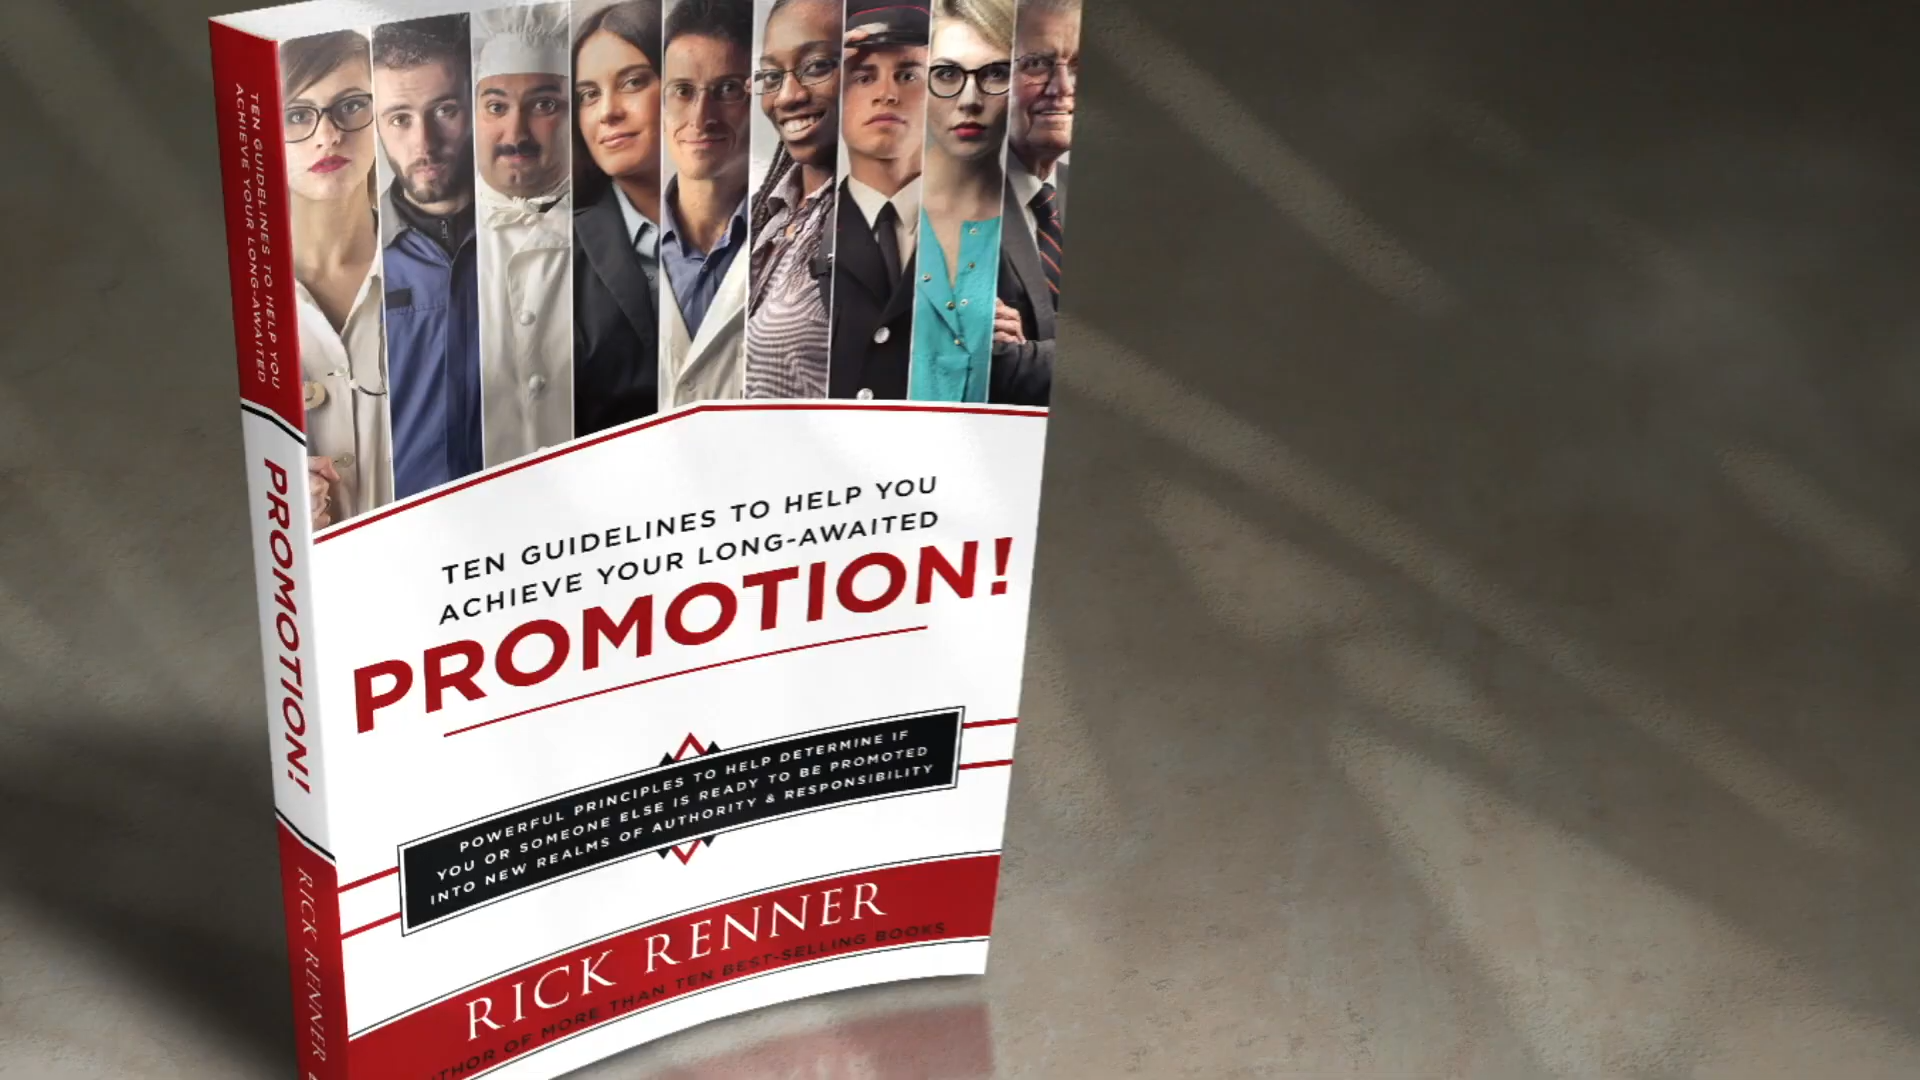 TEN GUIDELINES TO HELP YOU
ACHIEVE YOUR LONG-AWAITED
PROMOTION!
RICK RENNER
TEN GUIDELINES TO HELP YOU
ACHIEVE YOUR LONG-AWAITED
PROMOTION!
POWERFUL PRINCIPLES TO HELP DETERMINE IF
YOU OR SOMEONE ELSE IS READY TO BE PROMOTED
INTO NEW REALMS OF AUTHORITY & RESPONSIBILITY
RICK RENNER
OF MORE THAN TEN BEST-SELLING BOOKS